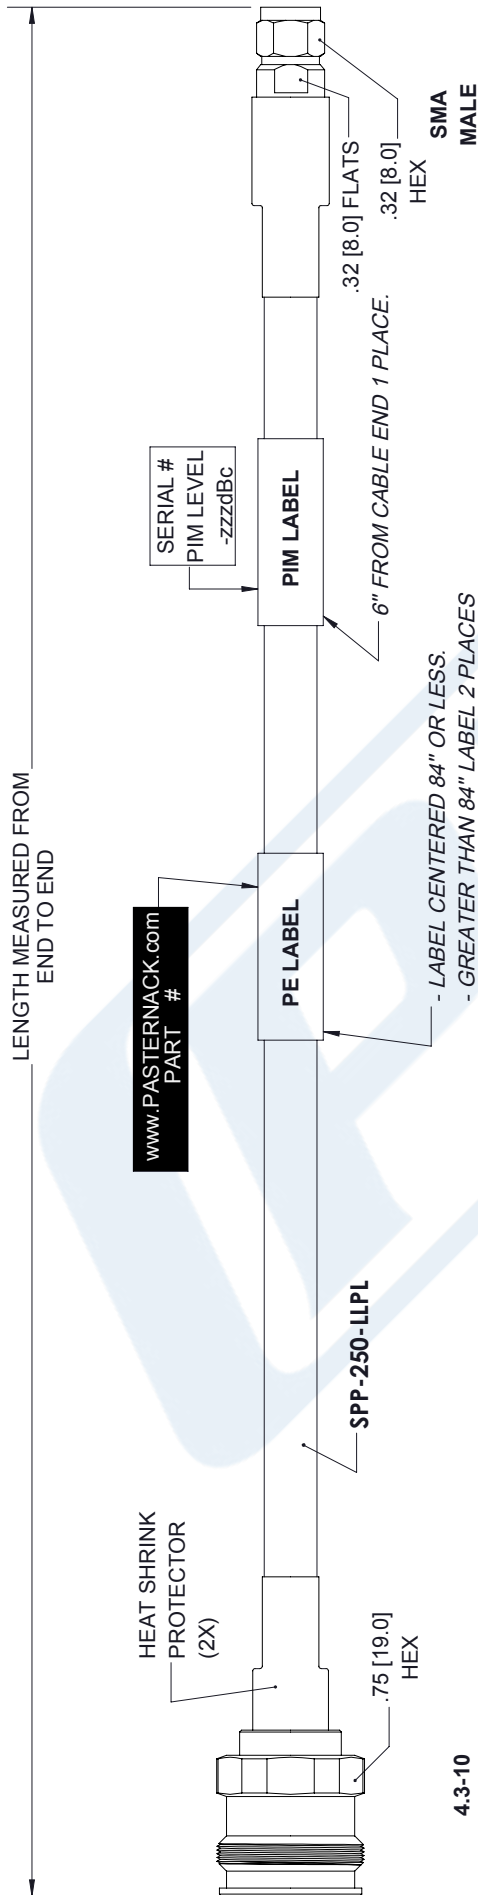 LENGTH MEASURED FROM
END TO END
HEAT SHRINK
PROTECTOR
(2X)
www.PASTERNACK.com
PART #
SERIAL #
PIM LEVEL
-zzzdBc
PE LABEL
PIM LABEL
.75 [19.0]
HEX
SPP-250-LLPL
- LABEL CENTERED 84" OR LESS.
- GREATER THAN 84" LABEL 2 PLACES
6" FROM CABLE END 1 PLACE.
.32 [8.0] FLATS
.32 [8.0]
HEX
4.3-10
SMA
MALE